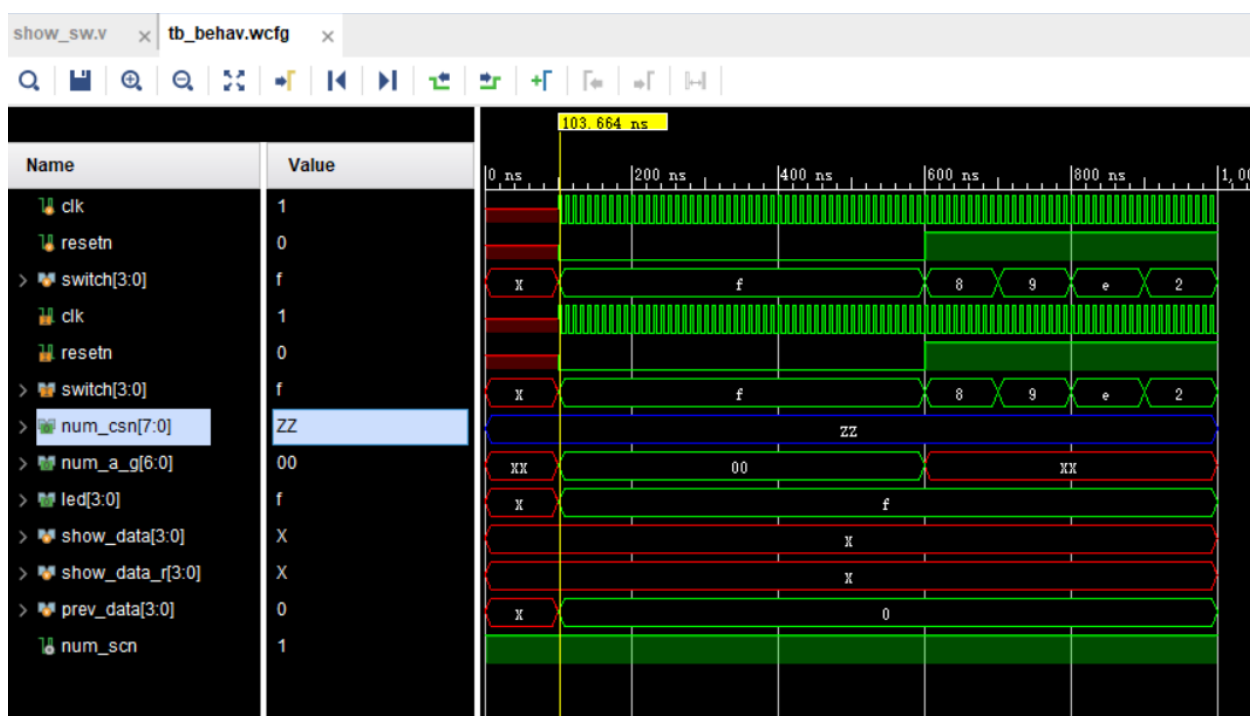 show_sw.v × tb_behav.wcfg ×
103.664 ns
Name Value
0 ns 200 ns 400 ns 600 ns 800 ns 1,00
clk 1
resetn 0
switch[3:0] f X f 8 9 e 2
clk 1
resetn 0
switch[3:0] f X f 8 9 e 2
num_csn[7:0] ZZ ZZ
num_a_g[6:0] 00 XX 00 XX
led[3:0] f X f
show_data[3:0] X X
show_data_r[3:0] X X
prev_data[3:0] 0 X 0
num_scn 1